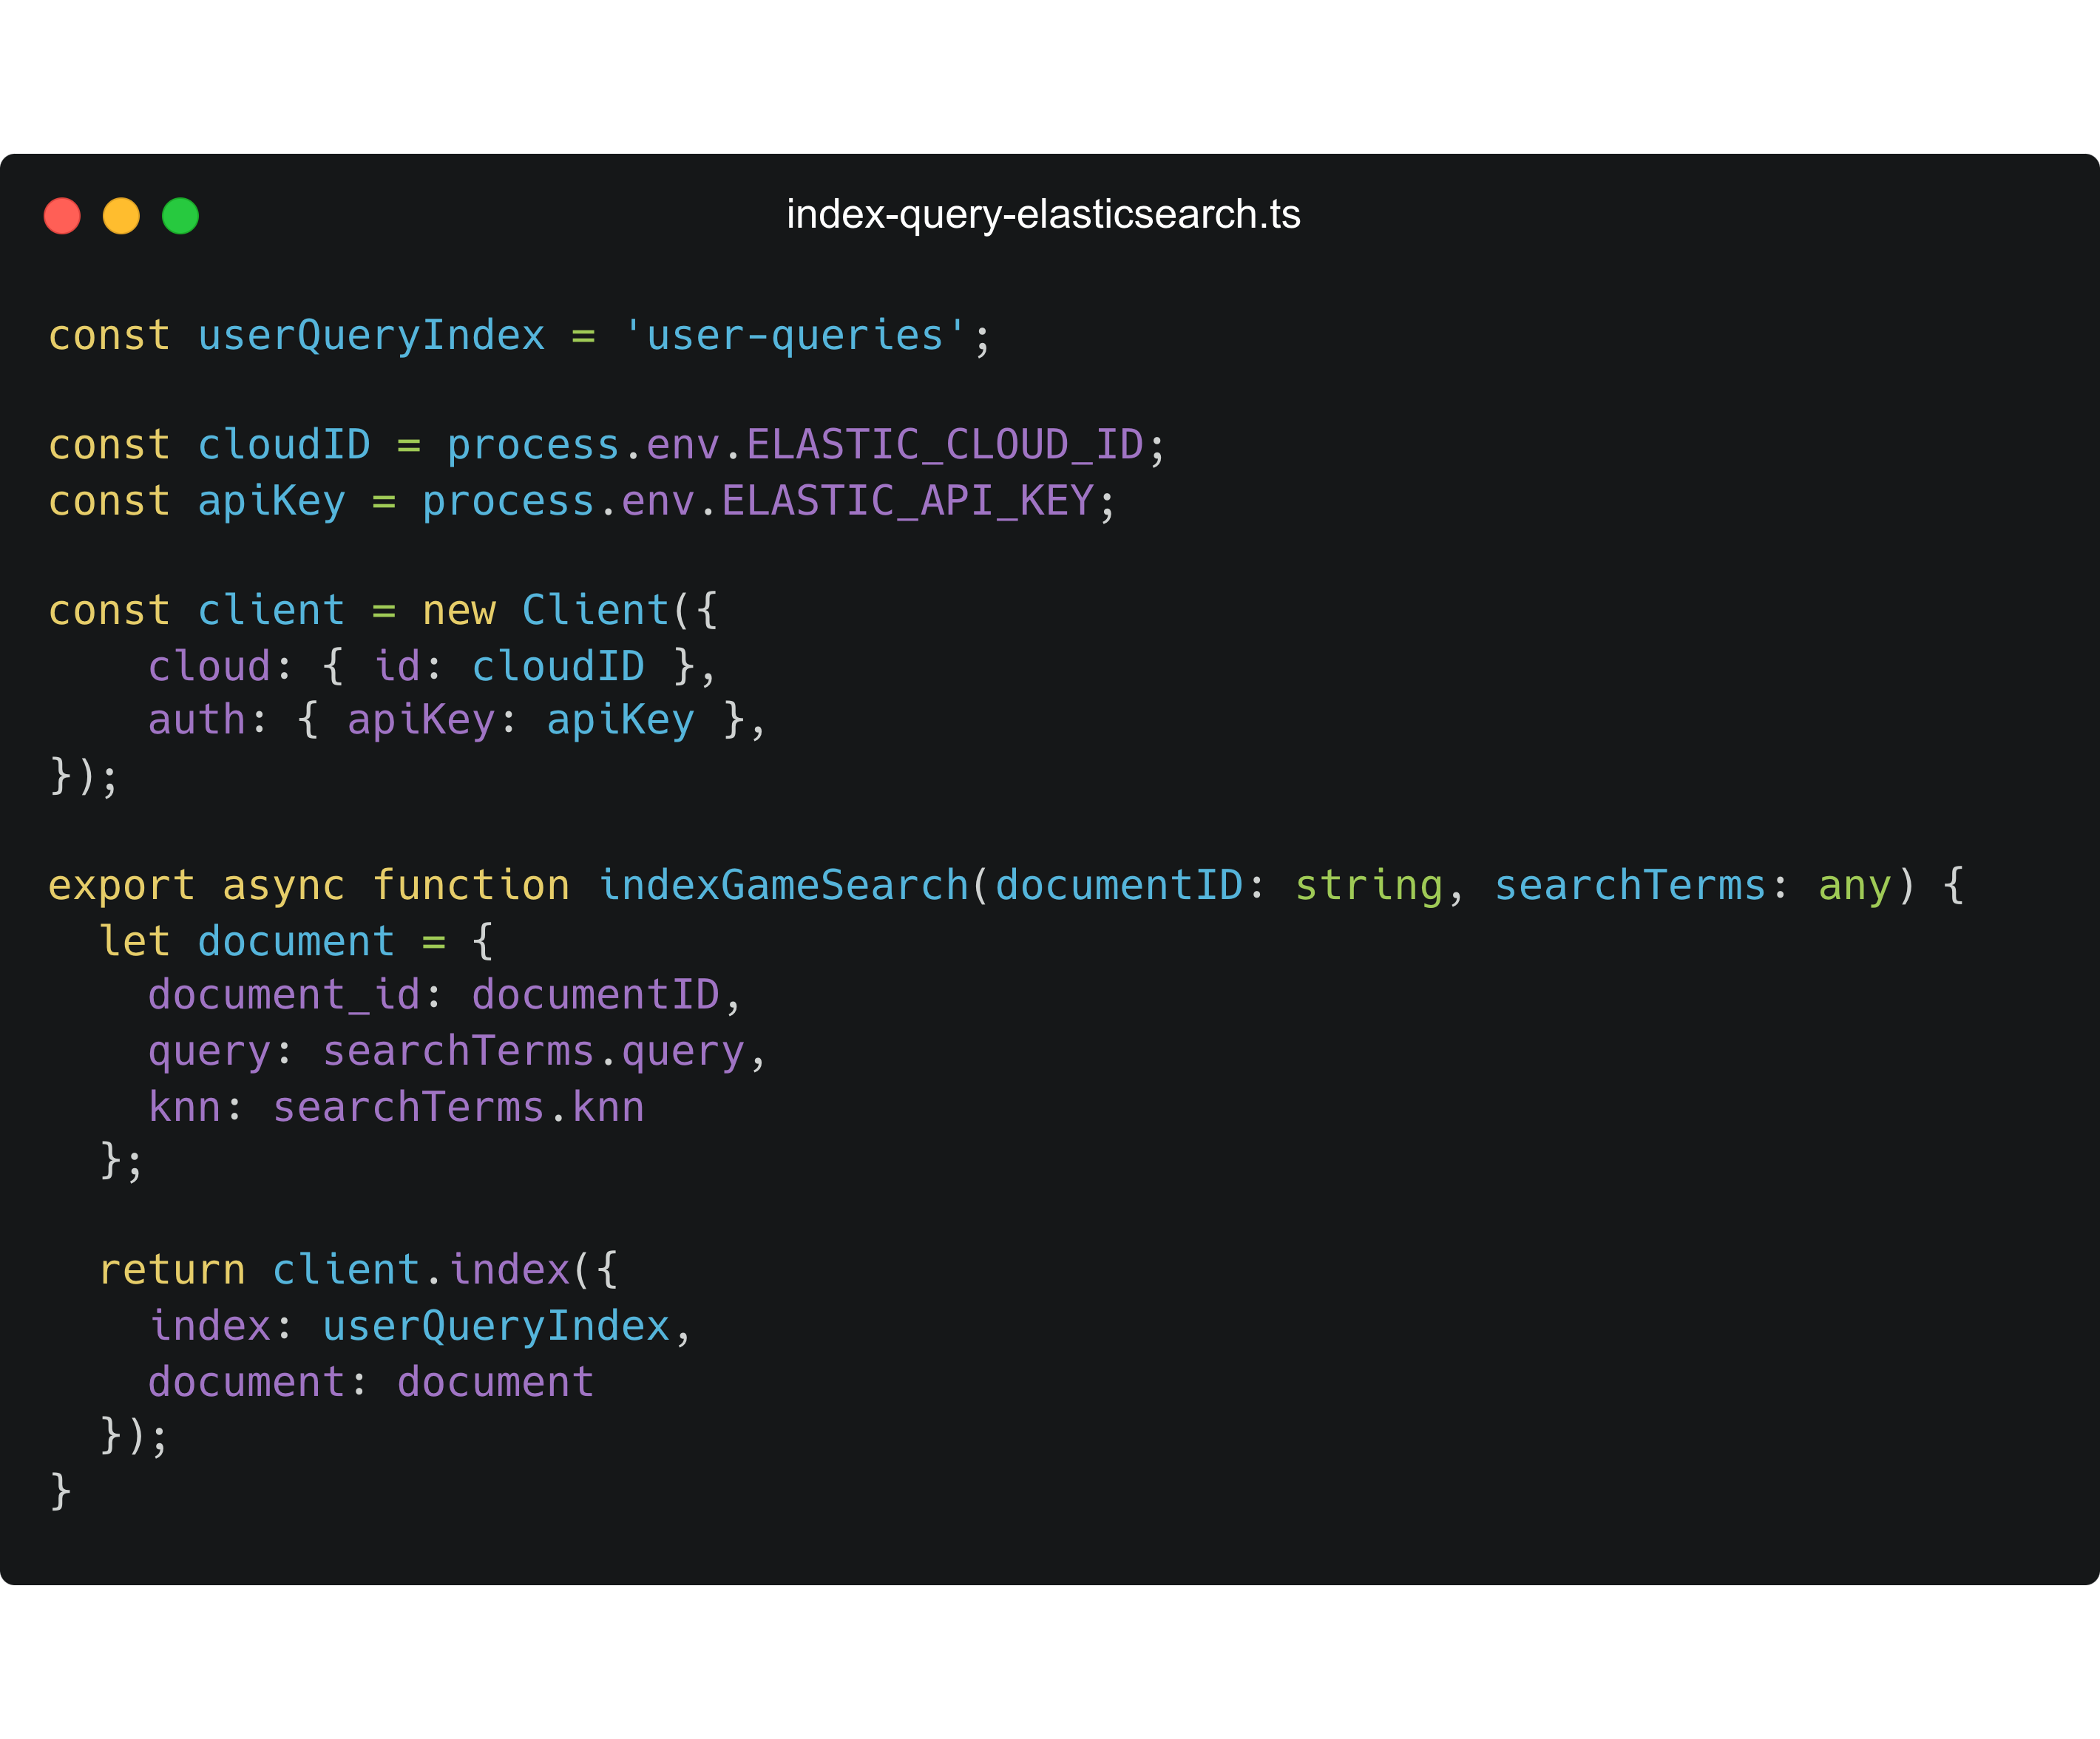 index-query-elasticsearch.ts
const userQueryIndex = 'user-queries';
const cloudID = process.env.ELASTIC_CLOUD_ID;
const apiKey = process.env.ELASTIC_API_KEY;
const client = new Client({
    cloud: { id: cloudID },
    auth: { apiKey: apiKey },
});
export async function indexGameSearch(documentID: string, searchTerms: any) {
  let document = {
    document_id: documentID,
    query: searchTerms.query,
    knn: searchTerms.knn
  };
  return client.index({
    index: userQueryIndex,
    document: document
  });
}